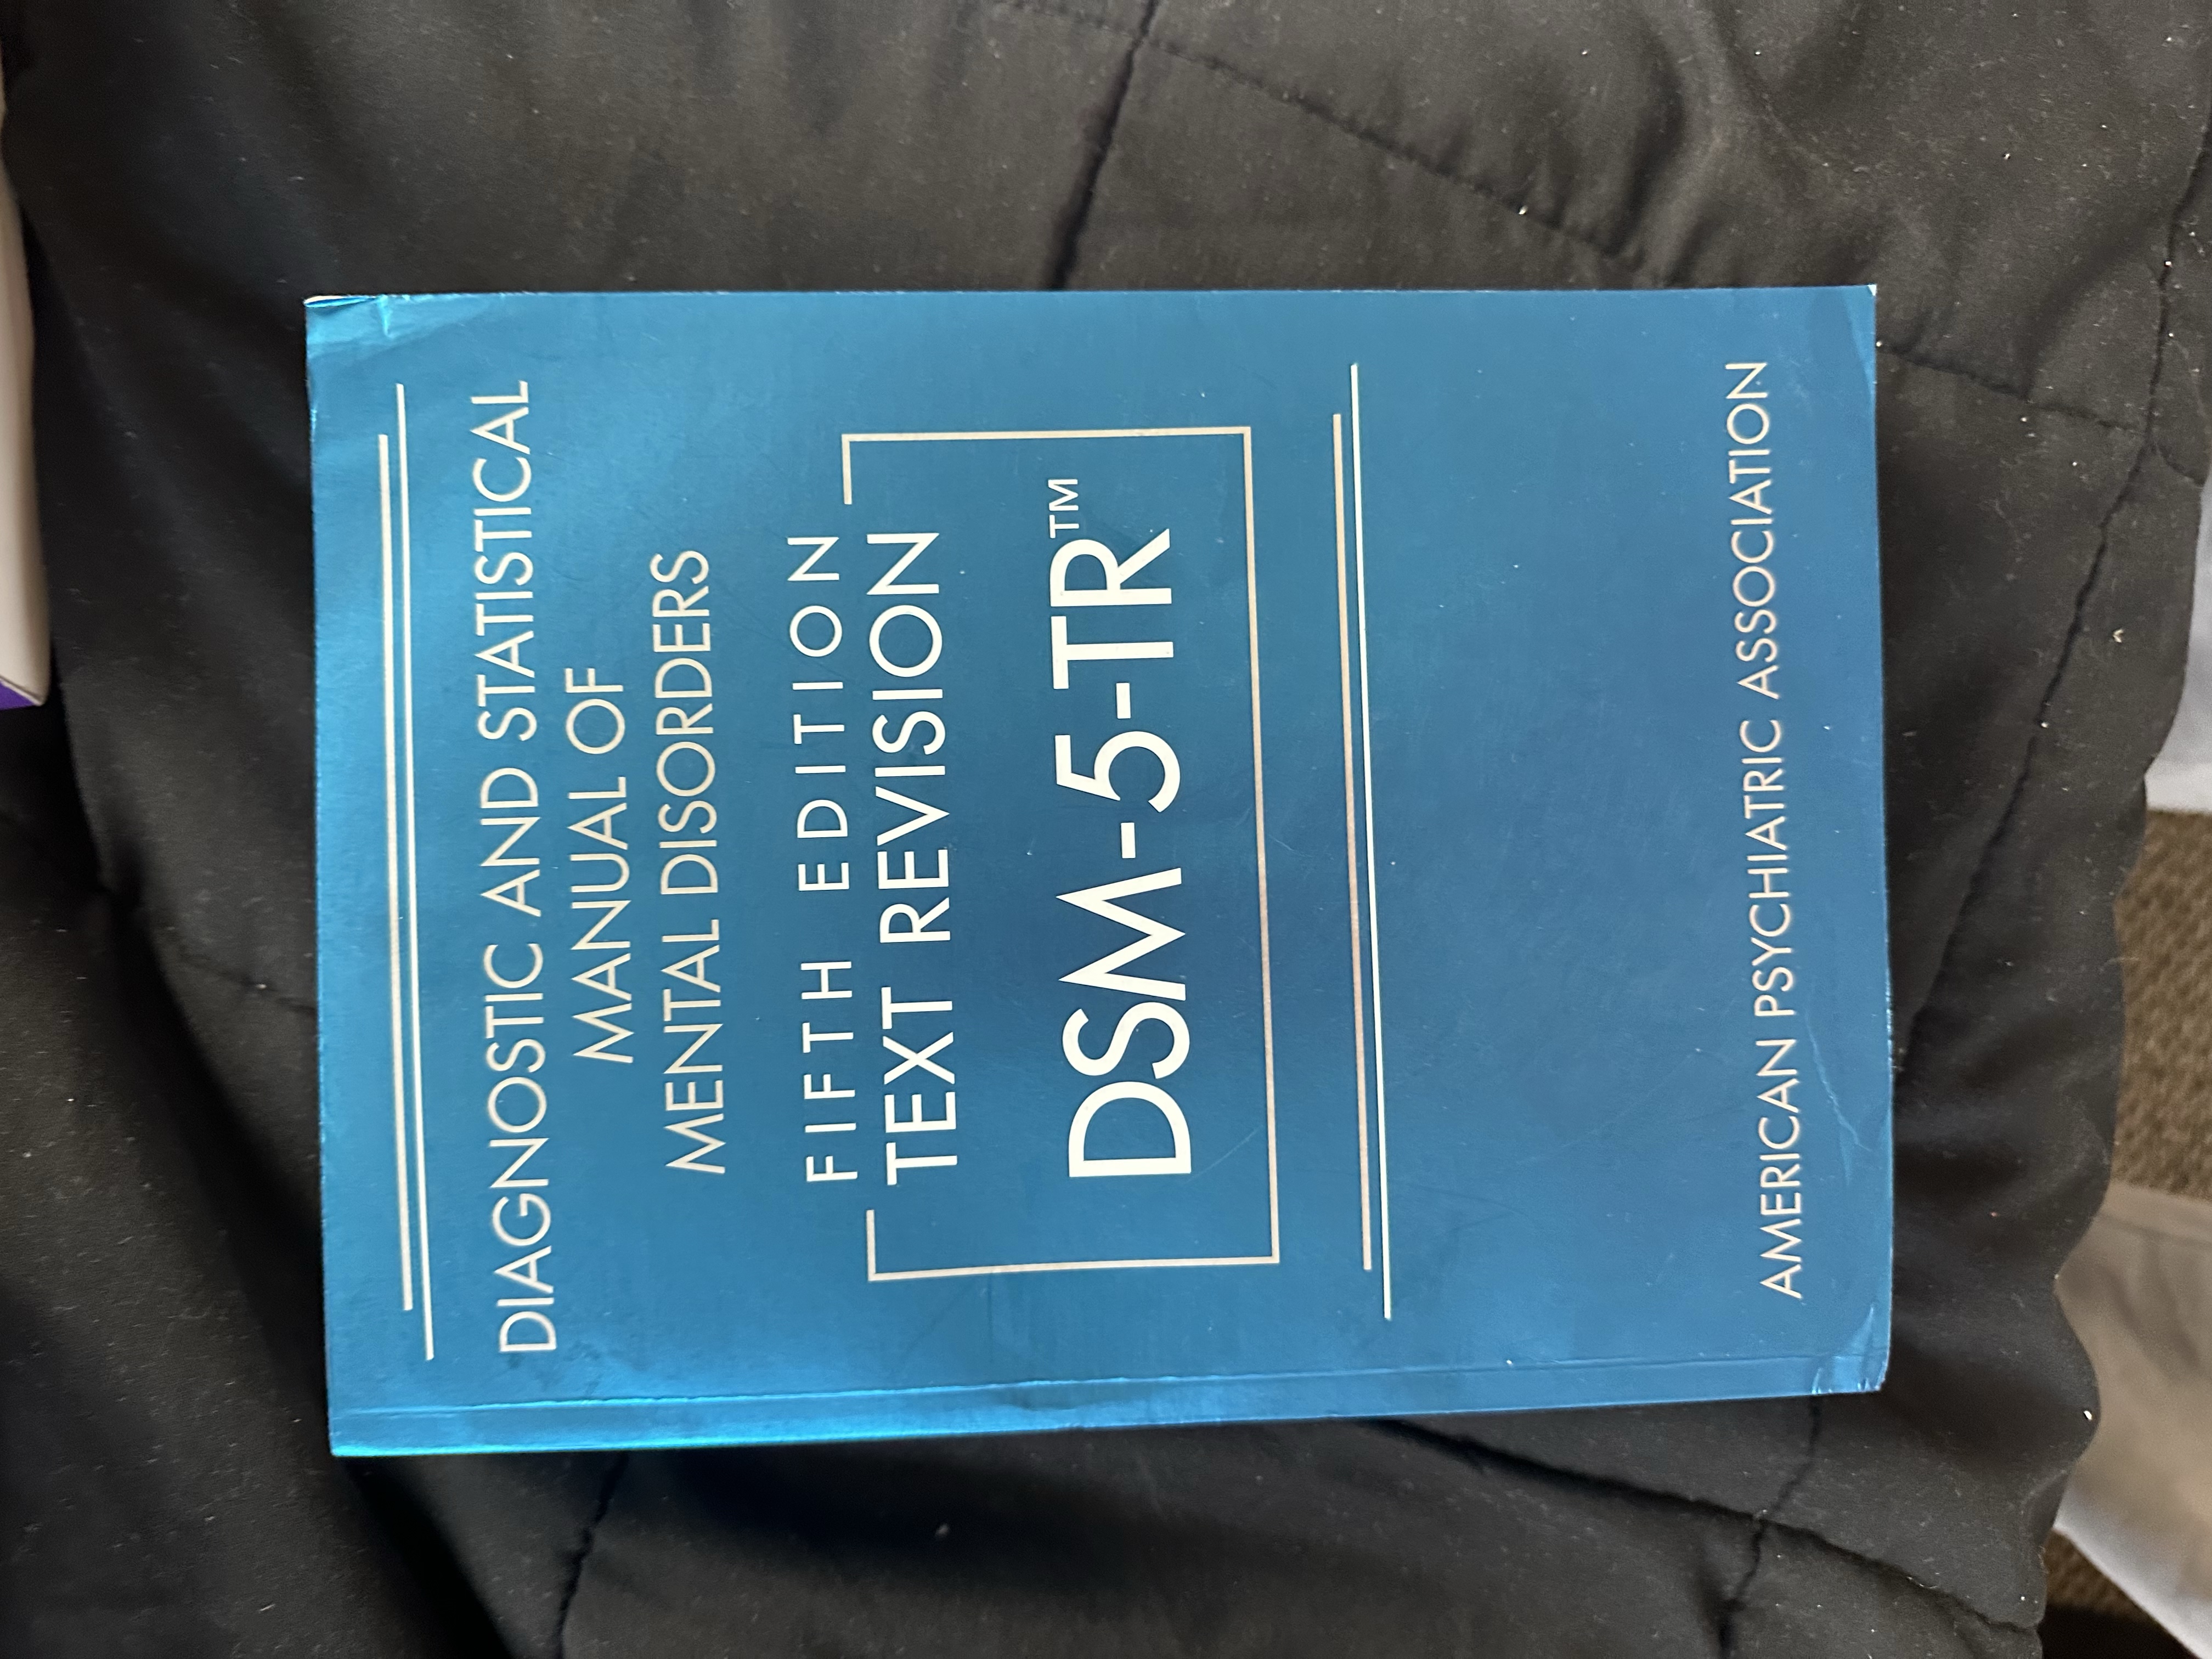 DIAGNOSTIC AND STATISTICAL
MANUAL OF
MENTAL DISORDERS
FIFTH EDITION
TEXT REVISION
DSM-5-TR™
AMERICAN PSYCHIATRIC ASSOCIATION